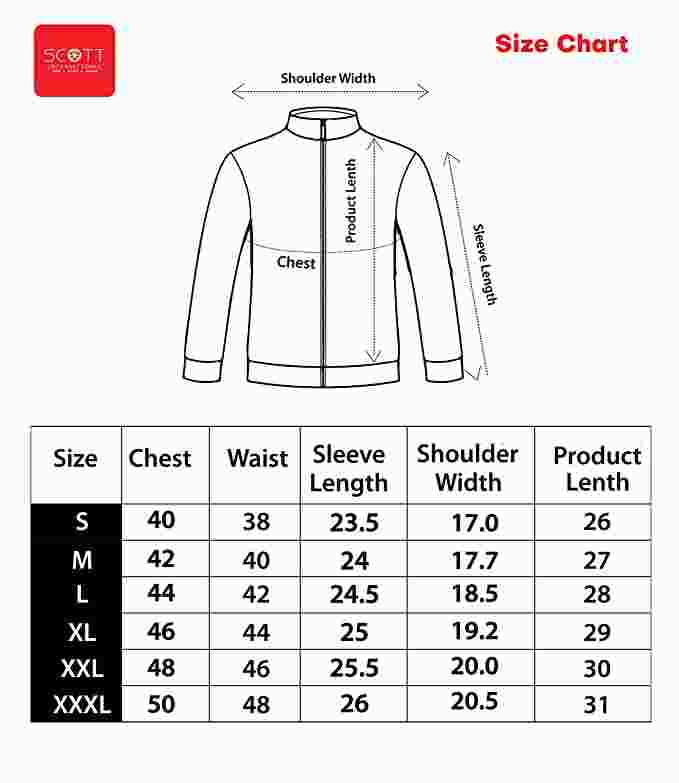 SCOTT
INTERNATIONAL
Size Chart
Shoulder Width
Product Lenth
Sleeve Length
Chest
Size Chest Waist Sleeve Length Shoulder Width Product Lenth
S 40 38 23.5 17.0 26
M 42 40 24 17.7 27
L 44 42 24.5 18.5 28
XL 46 44 25 19.2 29
XXL 48 46 25.5 20.0 30
XXXL 50 48 26 20.5 31